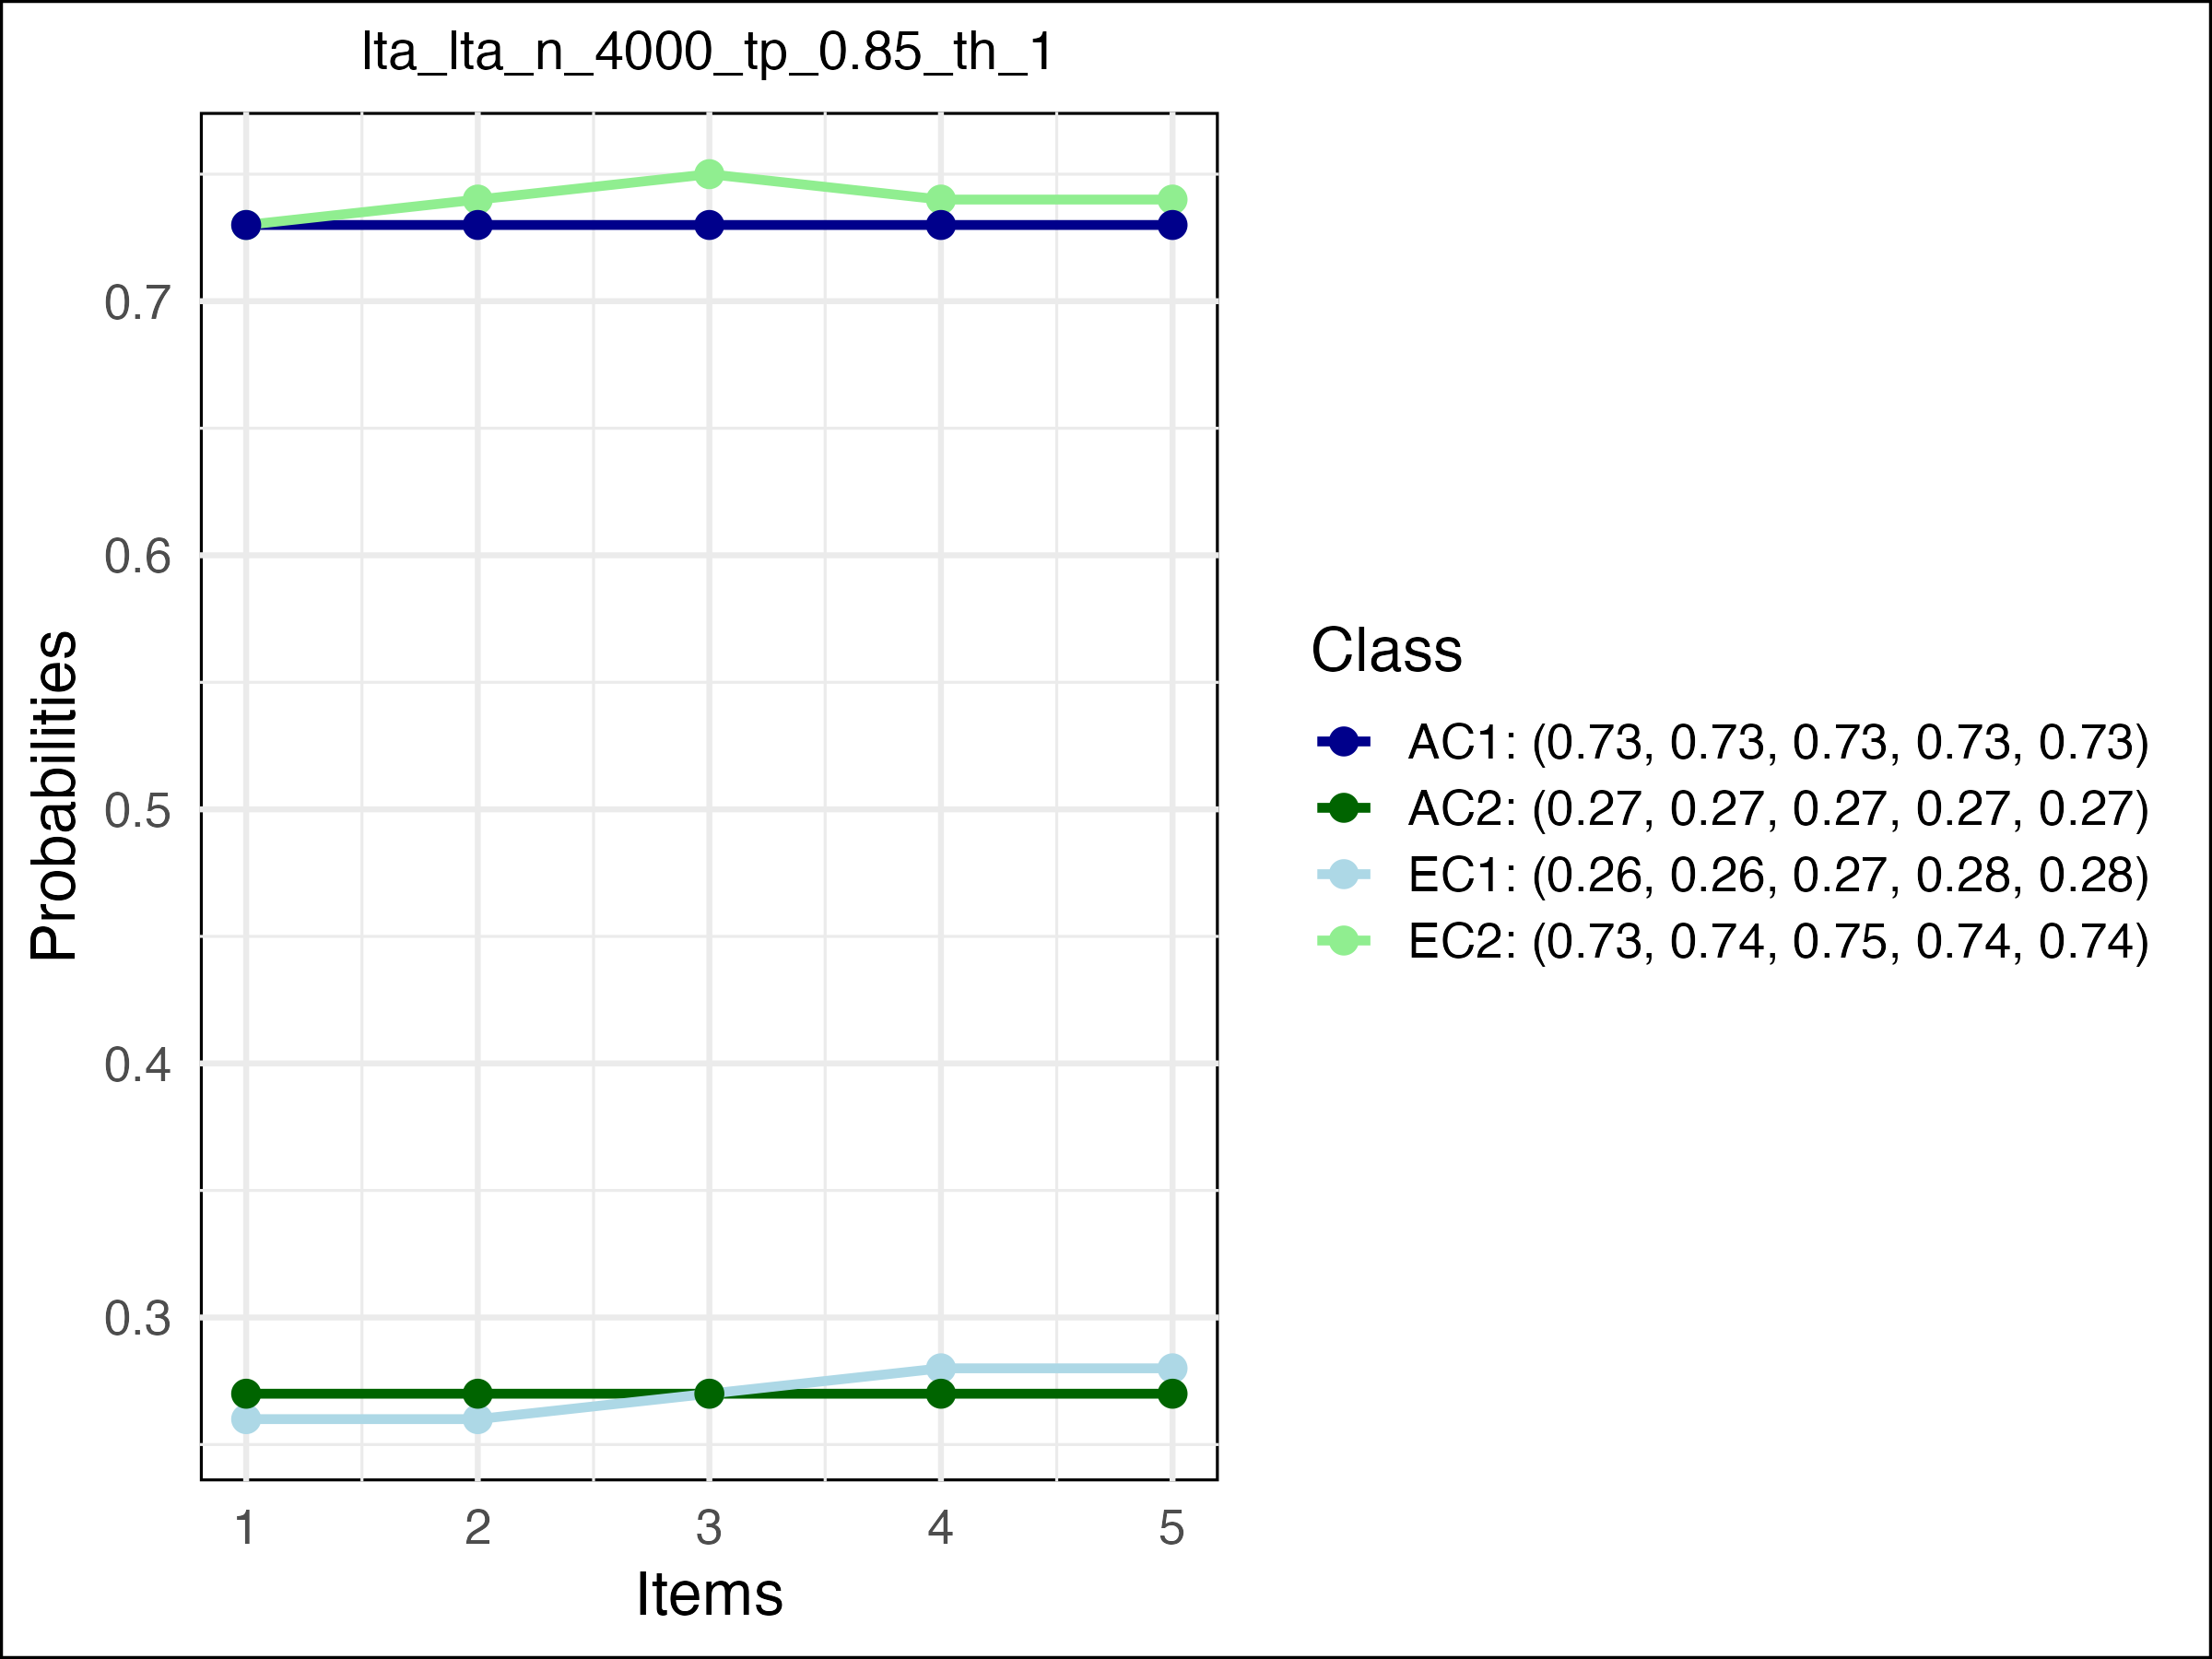 lta_lta_n_4000_tp_0.85_th_1
Probabilities
0.7
0.6
0.5
0.4
0.3
1 2 3 4 5
Items
Class
AC1: (0.73, 0.73, 0.73, 0.73, 0.73)
AC2: (0.27, 0.27, 0.27, 0.27, 0.27)
EC1: (0.26, 0.26, 0.27, 0.28, 0.28)
EC2: (0.73, 0.74, 0.75, 0.74, 0.74)